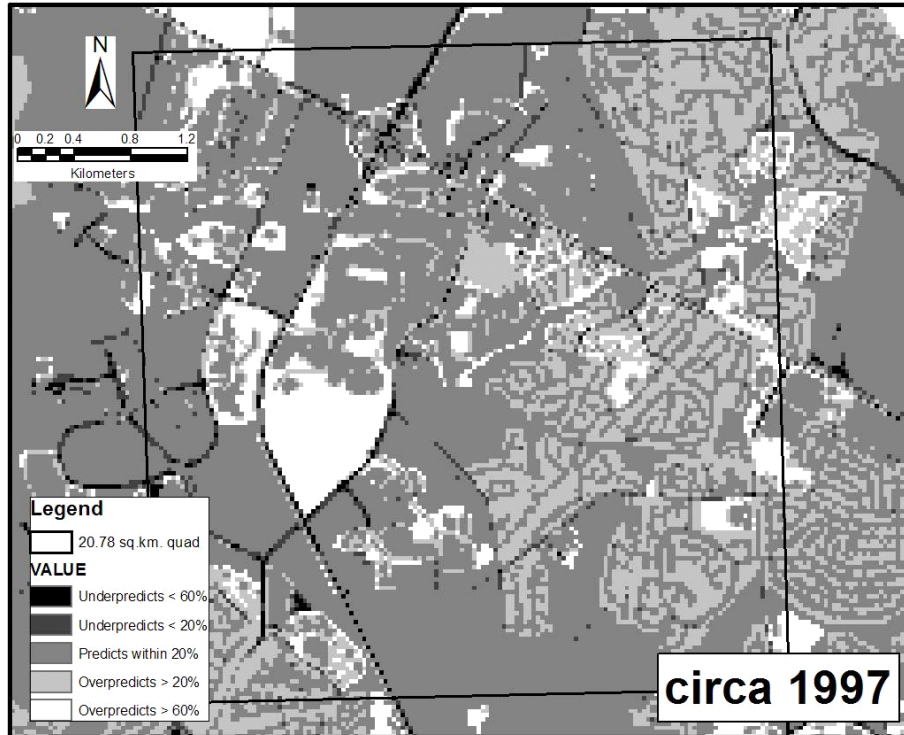 N
0 0.2 0.4 0.8 1.2
Kilometers
Legend
20.78 sq.km. quad
VALUE
Underpredicts < 60%
Underpredicts < 20%
Predicts within 20%
Overpredicts > 20%
Overpredicts > 60%
circa 1997